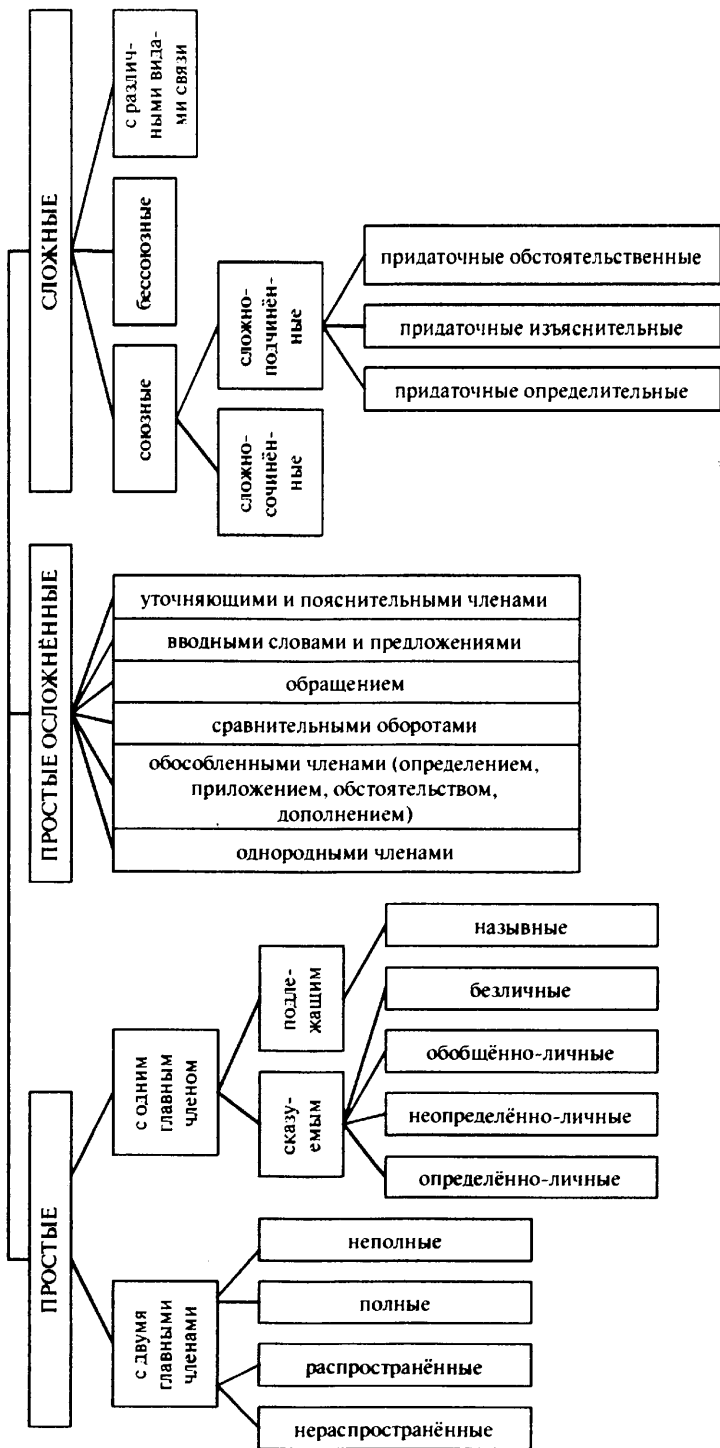 ПРОСТЫЕ
с двумя
главными
членами
нераспространённые
распространённые
полные
неполные
с одним
главным
членом
сказу-
емым
определённо-личные
неопределённо-личные
обобщённо-личные
безличные
подле-
жащим
назывные
ПРОСТЫЕ ОСЛОЖНЁННЫЕ
однородными членами
обособленными членами (определением,
приложением, обстоятельством,
дополнением)
сравнительными оборотами
обращением
вводными словами и предложениями
уточняющими и пояснительными членами
СЛОЖНЫЕ
союзные
сложно-
сочинён-
ные
сложно-
подчинён-
ные
придаточные определительные
придаточные изъяснительные
придаточные обстоятельственные
бессоюзные
с различ-
ными вида-
ми связи